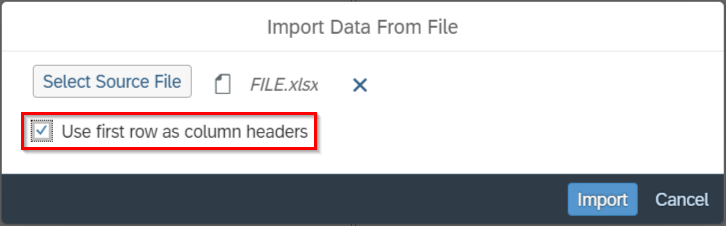 Import Data From File
Select Source File FILE.xlsx
Use first row as column headers
Import Cancel